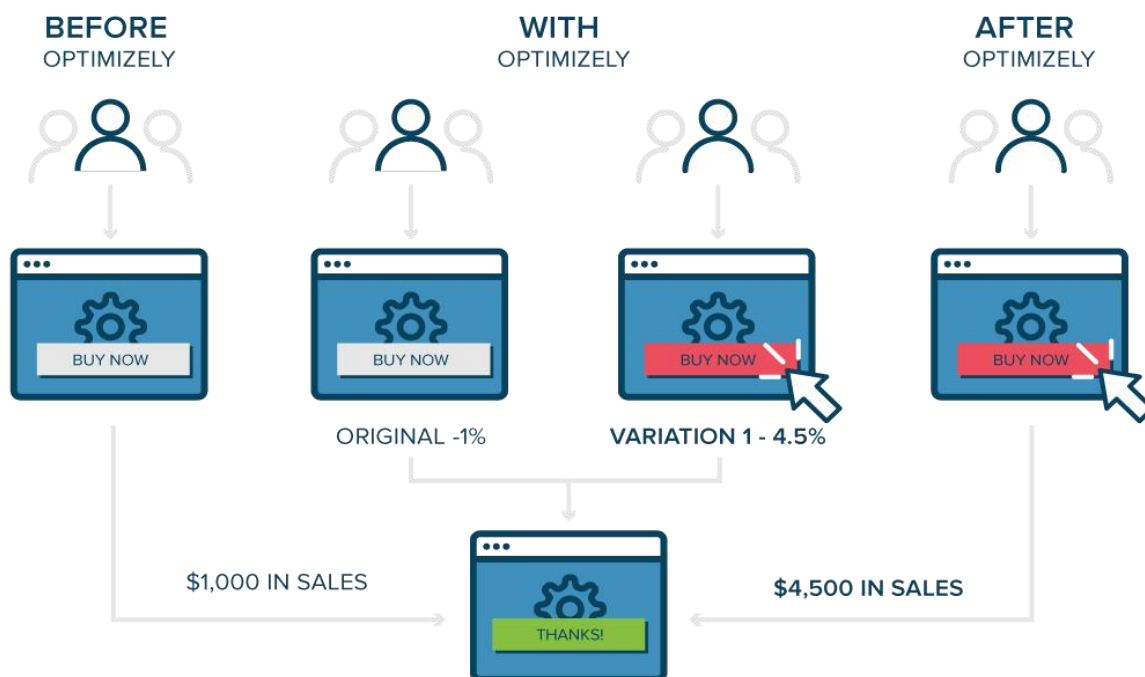 BEFORE
OPTIMIZELY
WITH
OPTIMIZELY
AFTER
OPTIMIZELY
BUY NOW
BUY NOW
BUY NOW
BUY NOW
ORIGINAL -1%
VARIATION 1 - 4.5%
$1,000 IN SALES
$4,500 IN SALES
THANKS!